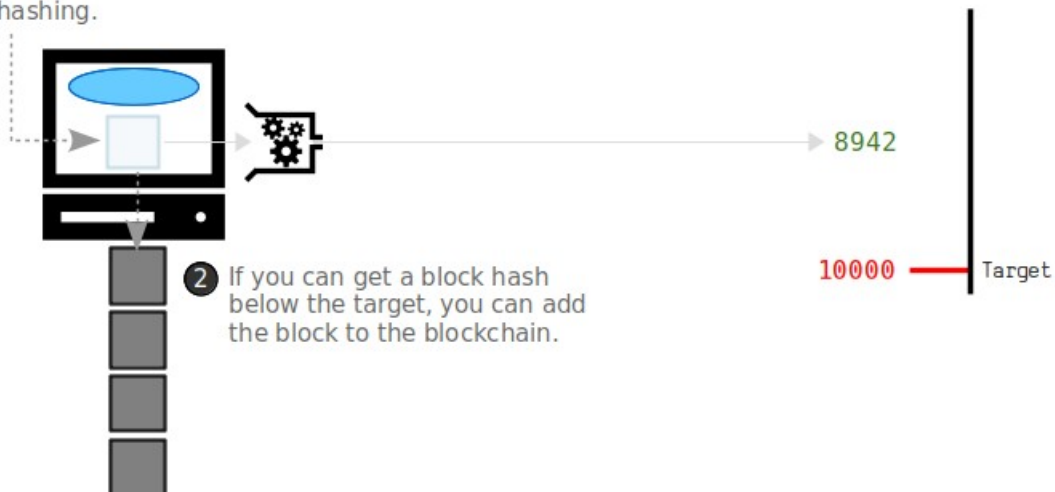 hashing.
8942
10000
Target
2
If you can get a block hash
below the target, you can add
the block to the blockchain.